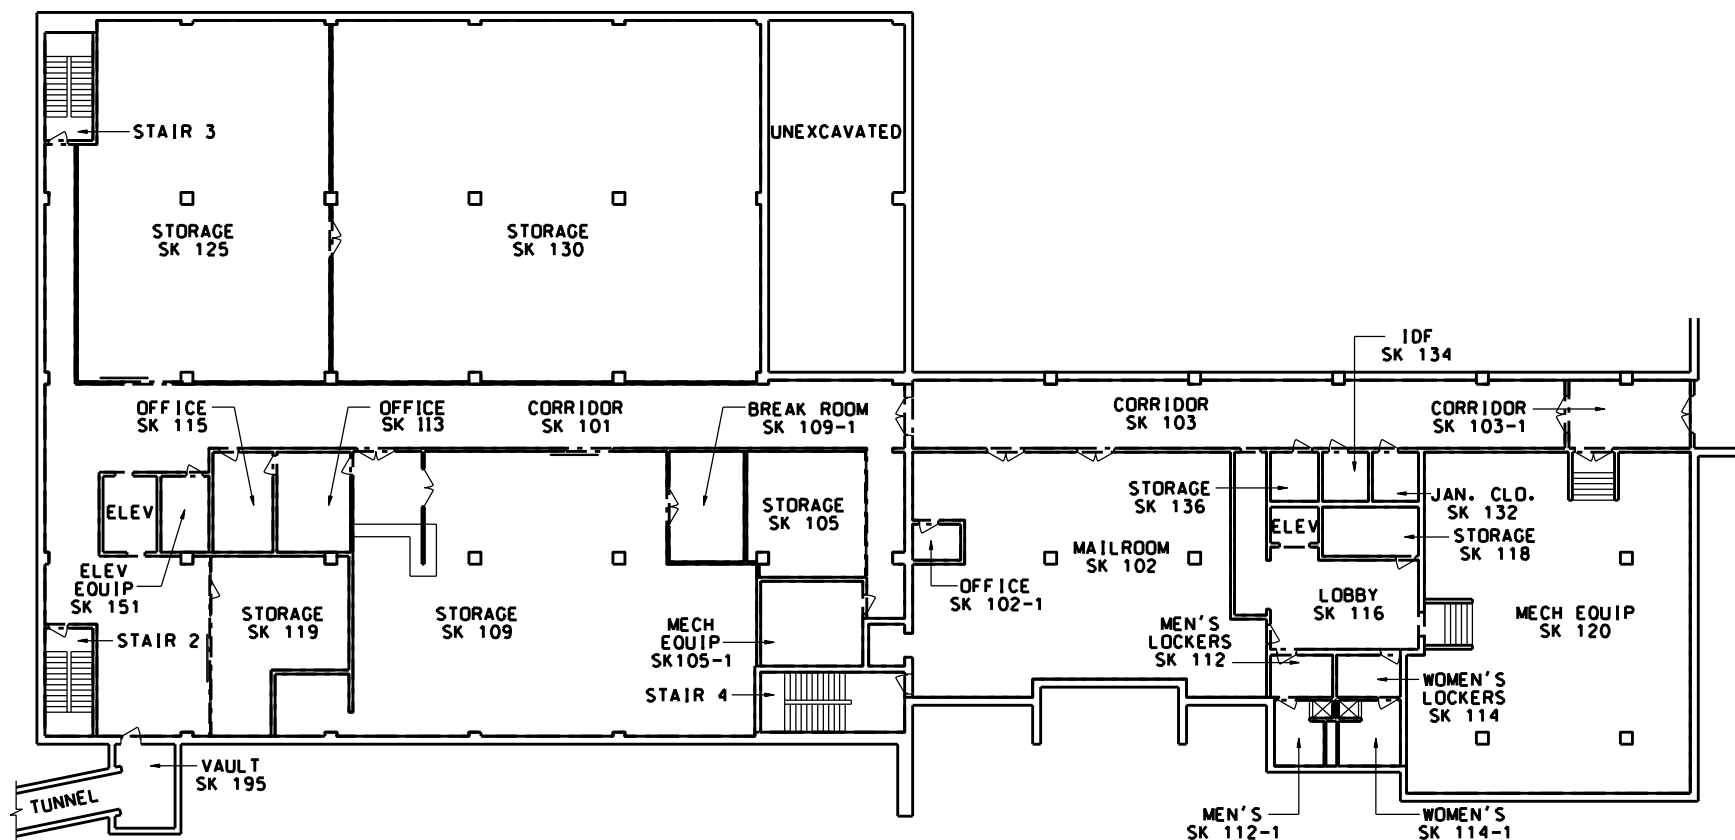 STAIR 3
UNEXCAVATED
STORAGE
SK 125
STORAGE
SK 130
IDF
SK 134
OFFICE
SK 115
OFFICE
SK 113
CORRIDOR
SK 101
BREAK ROOM
SK 109-1
CORRIDOR
SK 103
CORRIDOR
SK 103-1
ELEV
STORAGE
SK 105
STORAGE
SK 136
JAN. CLO.
SK 132
ELEV
STORAGE
SK 118
MAILROOM
SK 102
ELEV
EQUIP
SK 151
OFFICE
SK 102-1
LOBBY
SK 116
STORAGE
SK 119
STORAGE
SK 109
MECH
EQUIP
SK105-1
MEN'S
LOCKERS
SK 112
MECH EQUIP
SK 120
STAIR 2
STAIR 4
WOMEN'S
LOCKERS
SK 114
VAULT
SK 195
TUNNEL
MEN'S
SK 112-1
WOMEN'S
SK 114-1